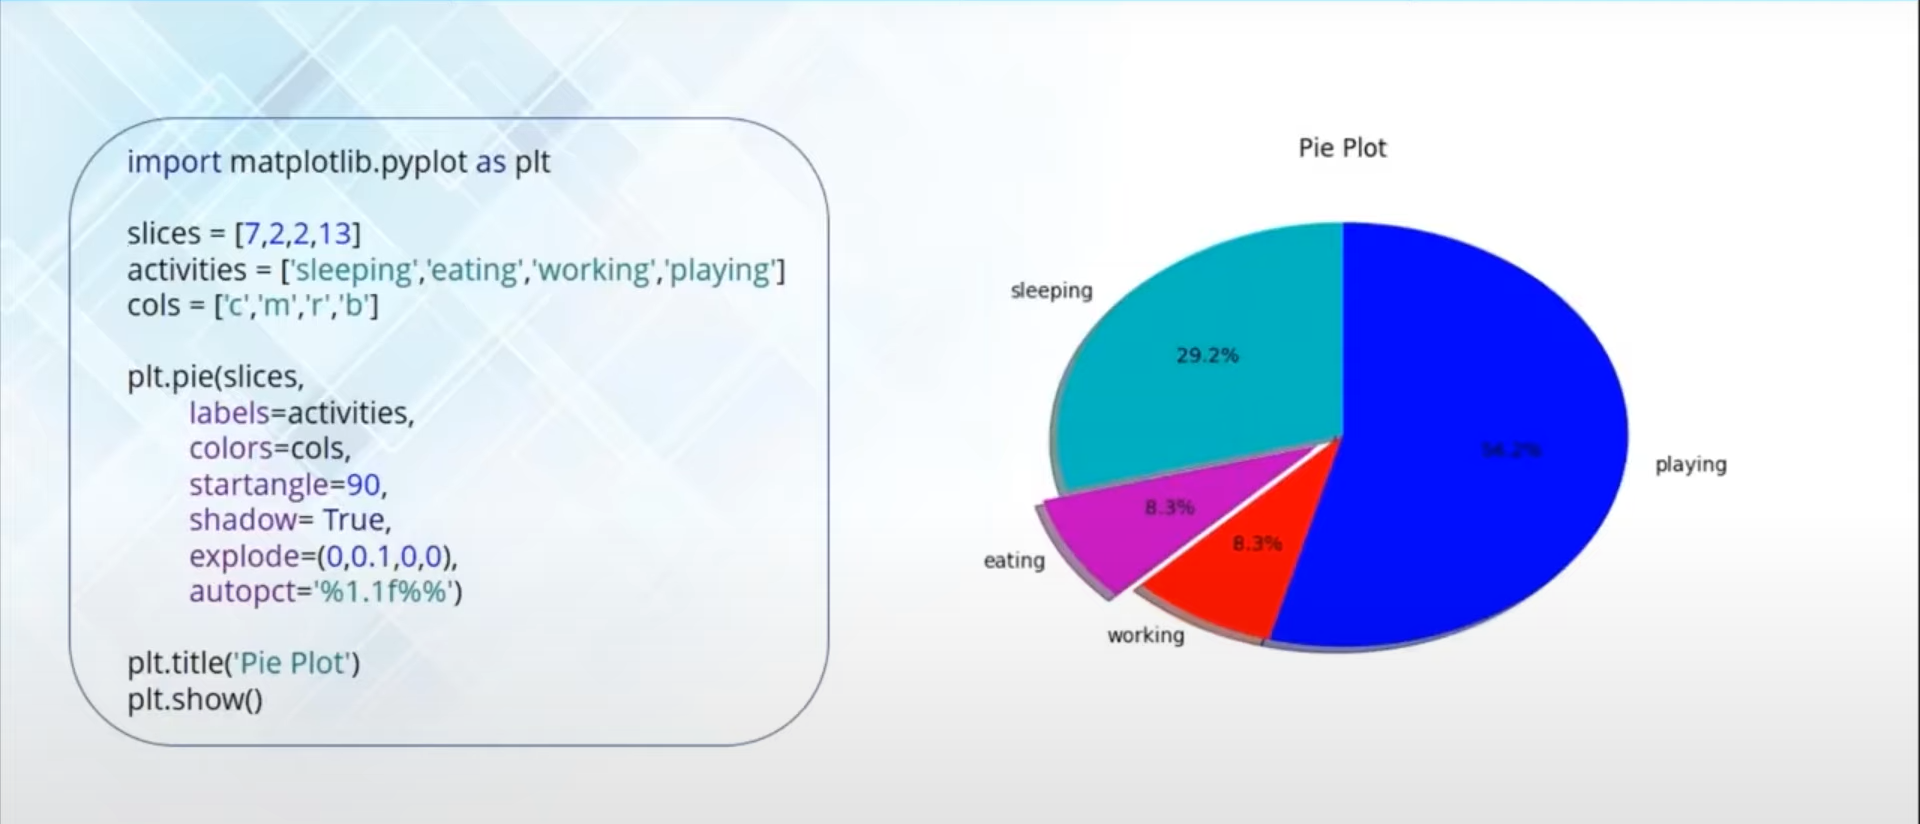 import matplotlib.pyplot as plt
slices = [7,2,2,13]
activities = ['sleeping','eating','working','playing']
cols = ['c','m','r','b']
plt.pie(slices,
labels=activities,
colors=cols,
startangle=90,
shadow= True,
explode=(0,0.1,0,0),
autopct='%1.1f%%')
plt.title('Pie Plot')
plt.show()
Pie Plot
sleeping
29.2%
playing
8.3%
8.3%
eating
working